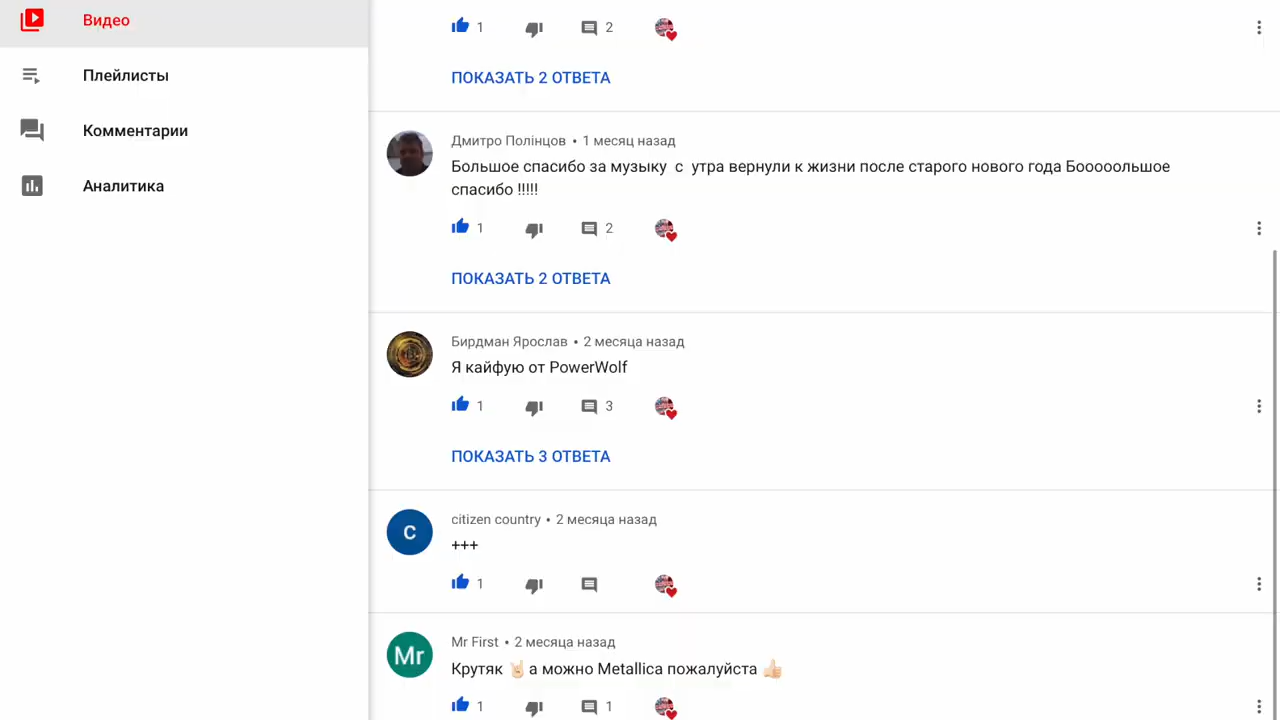 Видео
Плейлисты
Комментарии
Аналитика
1 2
ПОКАЗАТЬ 2 ОТВЕТА
Дмитро Полінцов • 1 месяц назад
Большое спасибо за музыку с утра вернули к жизни после старого нового года Бооооольшое
спасибо !!!!!
1 2
ПОКАЗАТЬ 2 ОТВЕТА
Бирдман Ярослав • 2 месяца назад
Я кайфую от PowerWolf
1 3
ПОКАЗАТЬ 3 ОТВЕТА
C
citizen country • 2 месяца назад
+++
1
Mr
Mr First • 2 месяца назад
Крутяк 🤘🏻а можно Metallica пожалуйста 👍🏻
1 1